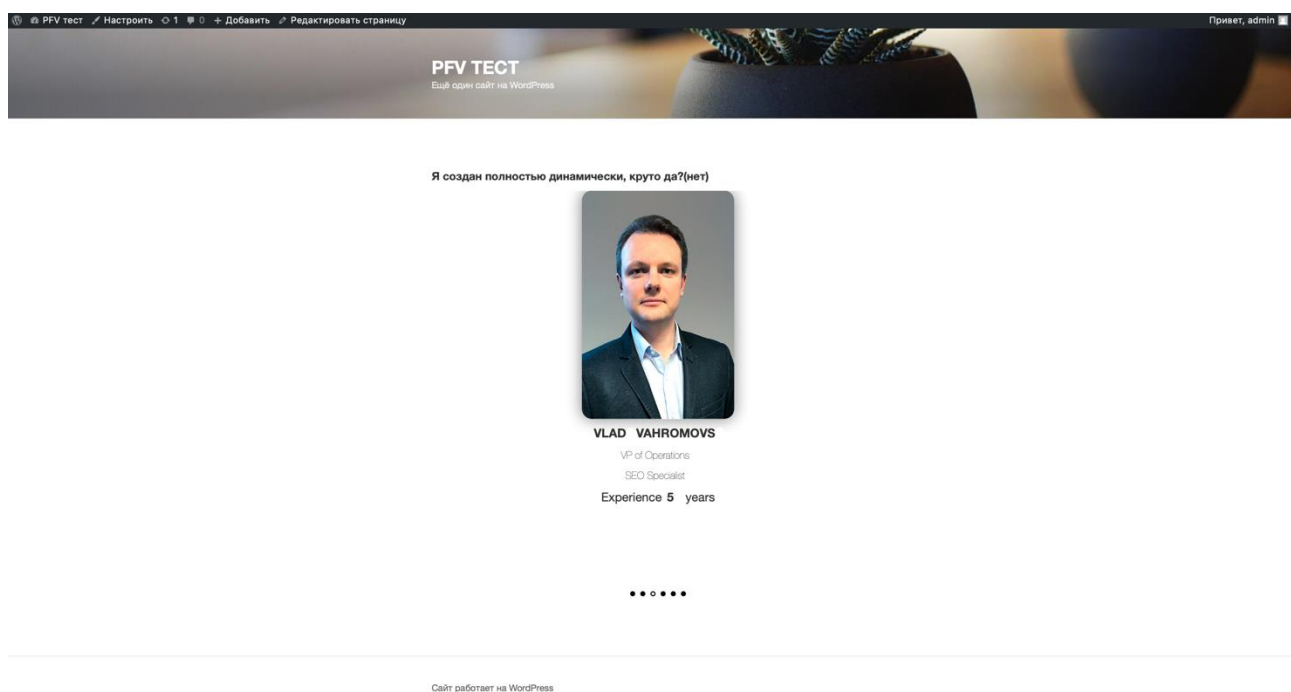 PFV тест Настроить 1 0 + Добавить Редактировать страницу Привет, admin
PFV ТЕСТ
Ещё один сайт на WordPress
Я создан полностью динамически, круто да?(нет)
VLAD VAHROMOVS
VP of Operations
SEO Specialist
Experience 5 years
Сайт работает на WordPress